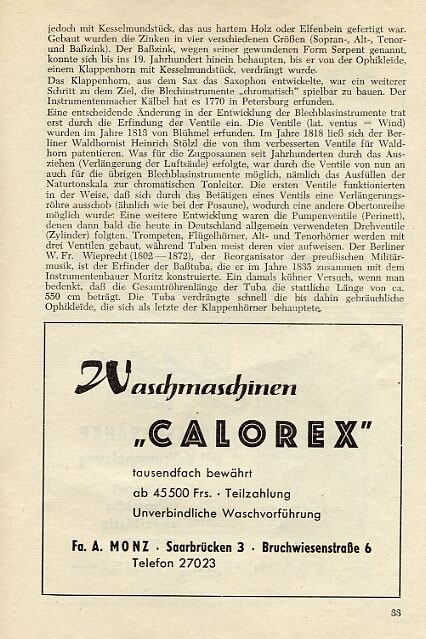 jedoch mit Kesselmundstück, das aus hartem Holz oder Elfenbein gefertigt war.
Gebaut wurden die Zinken in vier verschiedenen Größen (Sopran-, Alt-, Tenor-
und Baßzink). Der Baßzink, wegen seiner gewundenen Form Serpent genannt,
konnte sich bis ins 19. Jahrhundert hinein behaupten, bis er von der Ophikleïde,
einem Klappenhorn mit Kesselmundstück, verdrängt wurde.
Das Klappenhorn, aus dem Sax das Saxophon entwickelte, war ein weiterer
Schritt zu dem Ziel, die Blechinstrumente „chromatisch" spielbar zu bauen. Der
Instrumentenmacher Kälbel hat es 1770 in Petersburg erfunden.
Eine entscheidende Änderung in der Entwicklung der Blechblasinstrumente trat
erst durch die Erfindung der Ventile ein. Die Ventile (lat. ventus = Wind)
wurden im Jahre 1813 von Blühmel erfunden. Im Jahre 1818 ließ sich der Ber-
liner Waldhornist Heinrich Stölzl die von ihm verbesserten Ventile für Wald-
horn patentieren. Was für die Zugposaunen seit Jahrhunderten durch das Aus-
ziehen (Verlängerung der Luftsäule) erfolgte, war durch die Ventile von nun an
auch für die übrigen Blechblasinstrumente möglich, nämlich das Ausfüllen der
Naturtonskala zur chromatischen Tonleiter. Die ersten Ventile funktionierten
in der Weise, daß sich durch das Betätigen eines Ventils eine Verlängerungs-
röhre ausschob (ähnlich wie bei der Posaune), wodurch eine andere Obertonreihe
möglich wurde. Eine weitere Entwicklung waren die Pumpenventile (Perinett),
denen dann bald die heute in Deutschland allgemein verwendeten Drehventile
(Zylinder) folgten. Trompeten, Flügelhörner, Alt- und Tenorhörner werden mit
drei Ventilen gebaut, während Tuben meist deren vier aufweisen. Der Berliner
W. Fr. Wieprecht (1802—1872), der Reorganisator der preußischen Militär-
musik, ist der Erfinder der Baßtuba, die er im Jahre 1835 zusammen mit dem
Instrumentenbauer Moritz konstruierte. Ein damals kühner Versuch, wenn man
bedenkt, daß die Gesamtröhrenlänge der Tuba die stattliche Länge von ca.
550 cm beträgt. Die Tuba verdrängte schnell die bis dahin gebräuchliche
Ophikleïde, die sich als letzte der Klappenhörner behauptete.
Waschmaschinen
„CALOREX"
tausendfach bewährt
ab 45500 Frs. · Teilzahlung
Unverbindliche Waschvorführung
Fa. A. MONZ · Saarbrücken 3 · Bruchwiesenstraße 6
Telefon 27023
33